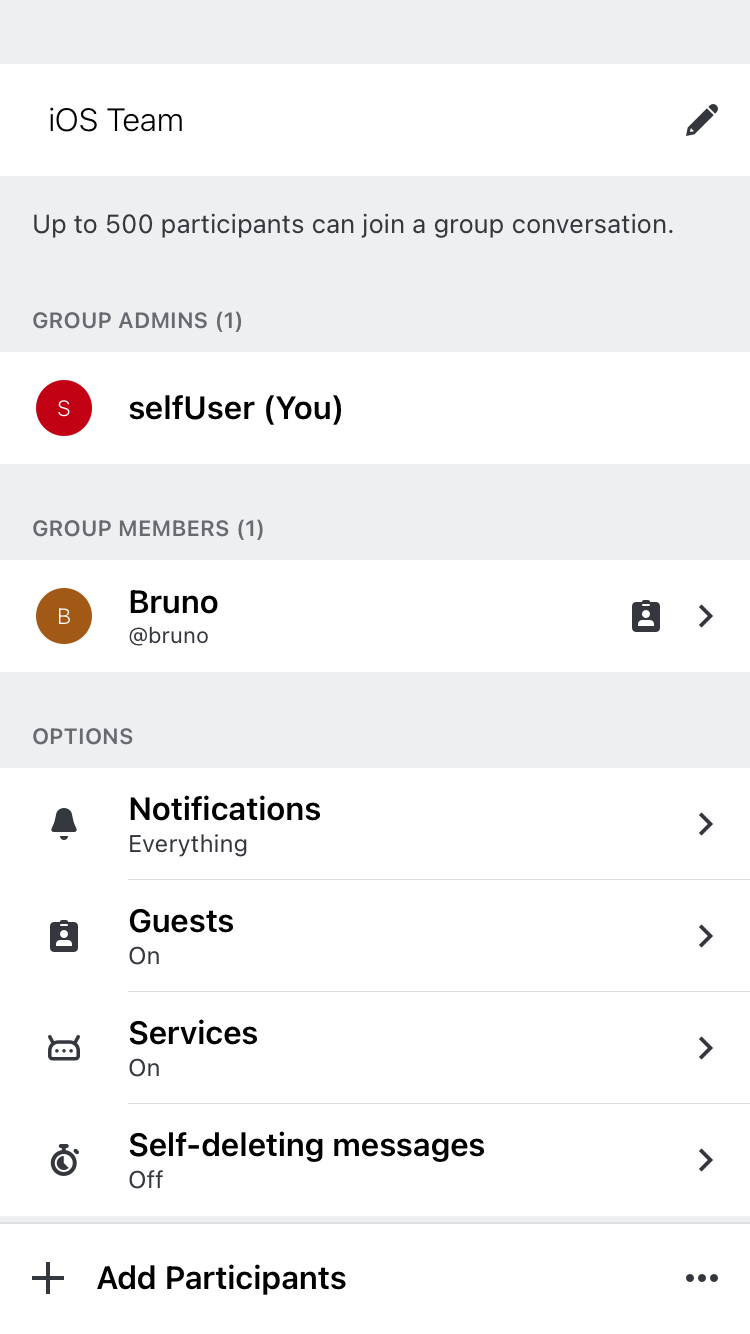 iOS Team
Up to 500 participants can join a group conversation.
GROUP ADMINS (1)
S
selfUser (You)
GROUP MEMBERS (1)
B
Bruno
@bruno
OPTIONS
Notifications
Everything
Guests
On
Services
On
Self-deleting messages
Off
Add Participants